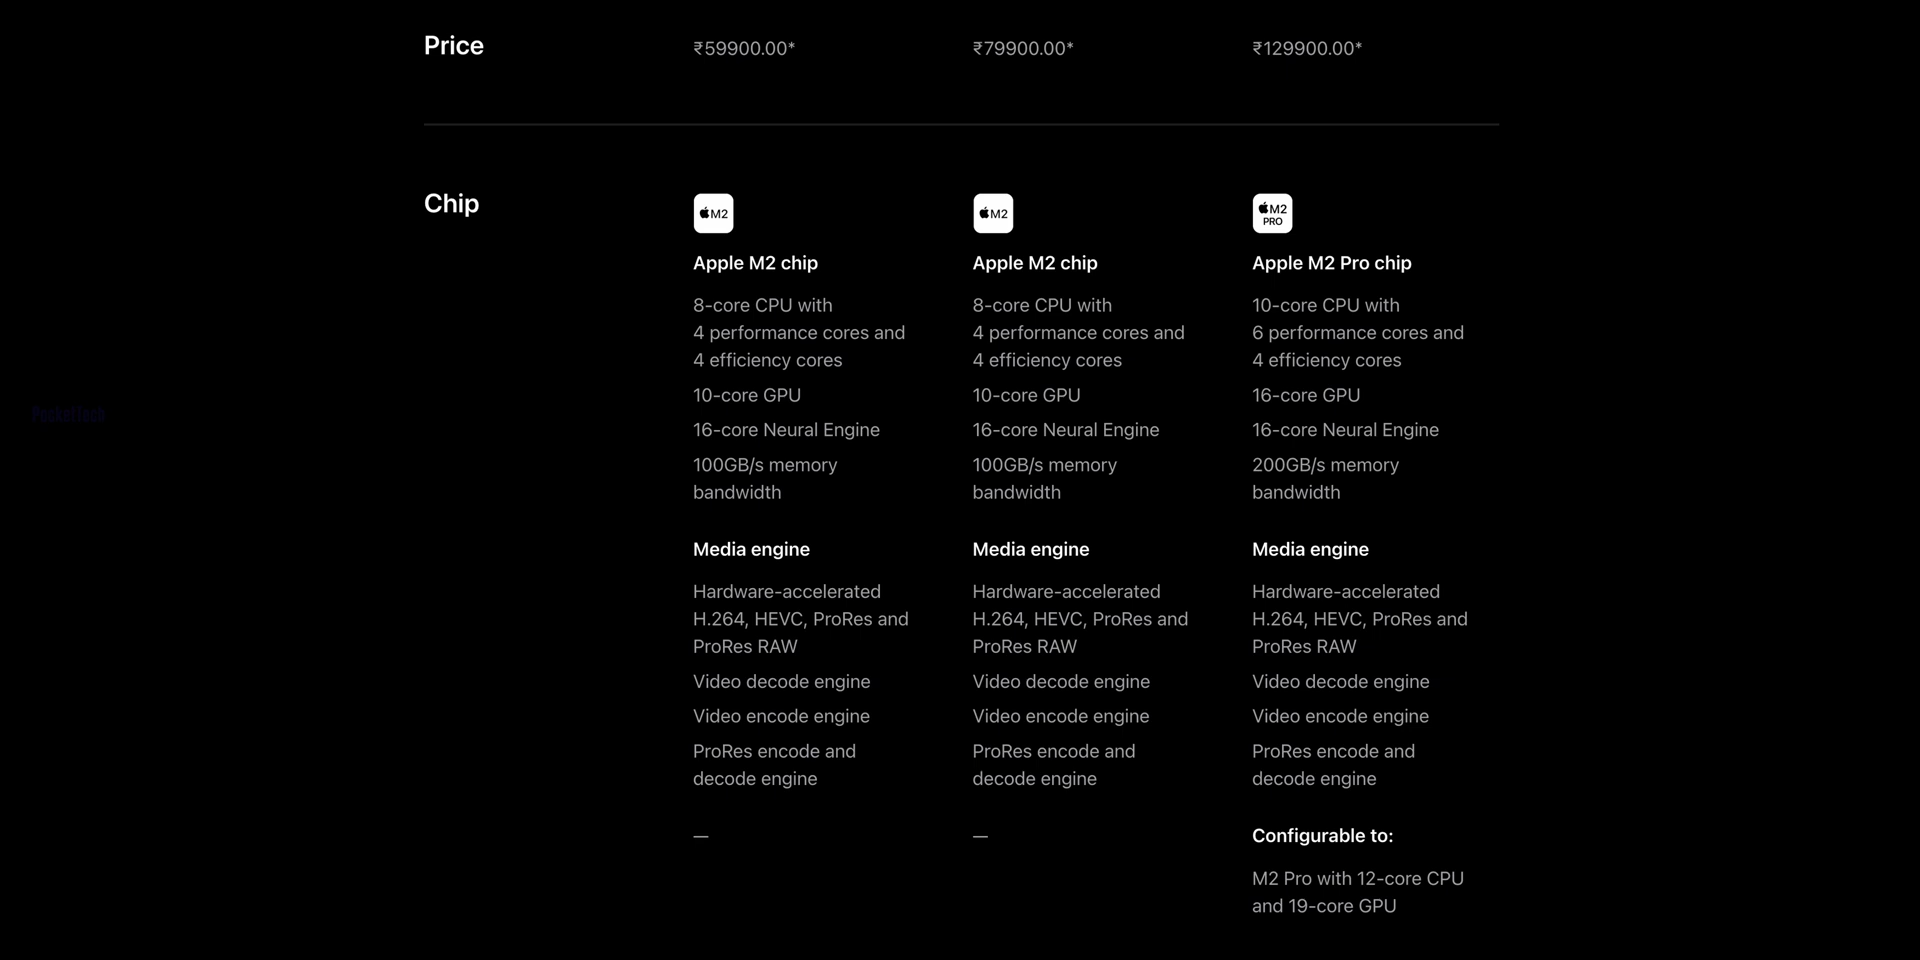 Price
₹59900.00*
₹79900.00*
₹129900.00*
Chip
M2
M2
M2
PRO
Apple M2 chip
8-core CPU with
4 performance cores and
4 efficiency cores
10-core GPU
16-core Neural Engine
100GB/s memory
bandwidth
Media engine
Hardware-accelerated
H.264, HEVC, ProRes and
ProRes RAW
Video decode engine
Video encode engine
ProRes encode and
decode engine
—
Apple M2 chip
8-core CPU with
4 performance cores and
4 efficiency cores
10-core GPU
16-core Neural Engine
100GB/s memory
bandwidth
Media engine
Hardware-accelerated
H.264, HEVC, ProRes and
ProRes RAW
Video decode engine
Video encode engine
ProRes encode and
decode engine
—
Apple M2 Pro chip
10-core CPU with
6 performance cores and
4 efficiency cores
16-core GPU
16-core Neural Engine
200GB/s memory
bandwidth
Media engine
Hardware-accelerated
H.264, HEVC, ProRes and
ProRes RAW
Video decode engine
Video encode engine
ProRes encode and
decode engine
Configurable to:
M2 Pro with 12-core CPU
and 19-core GPU